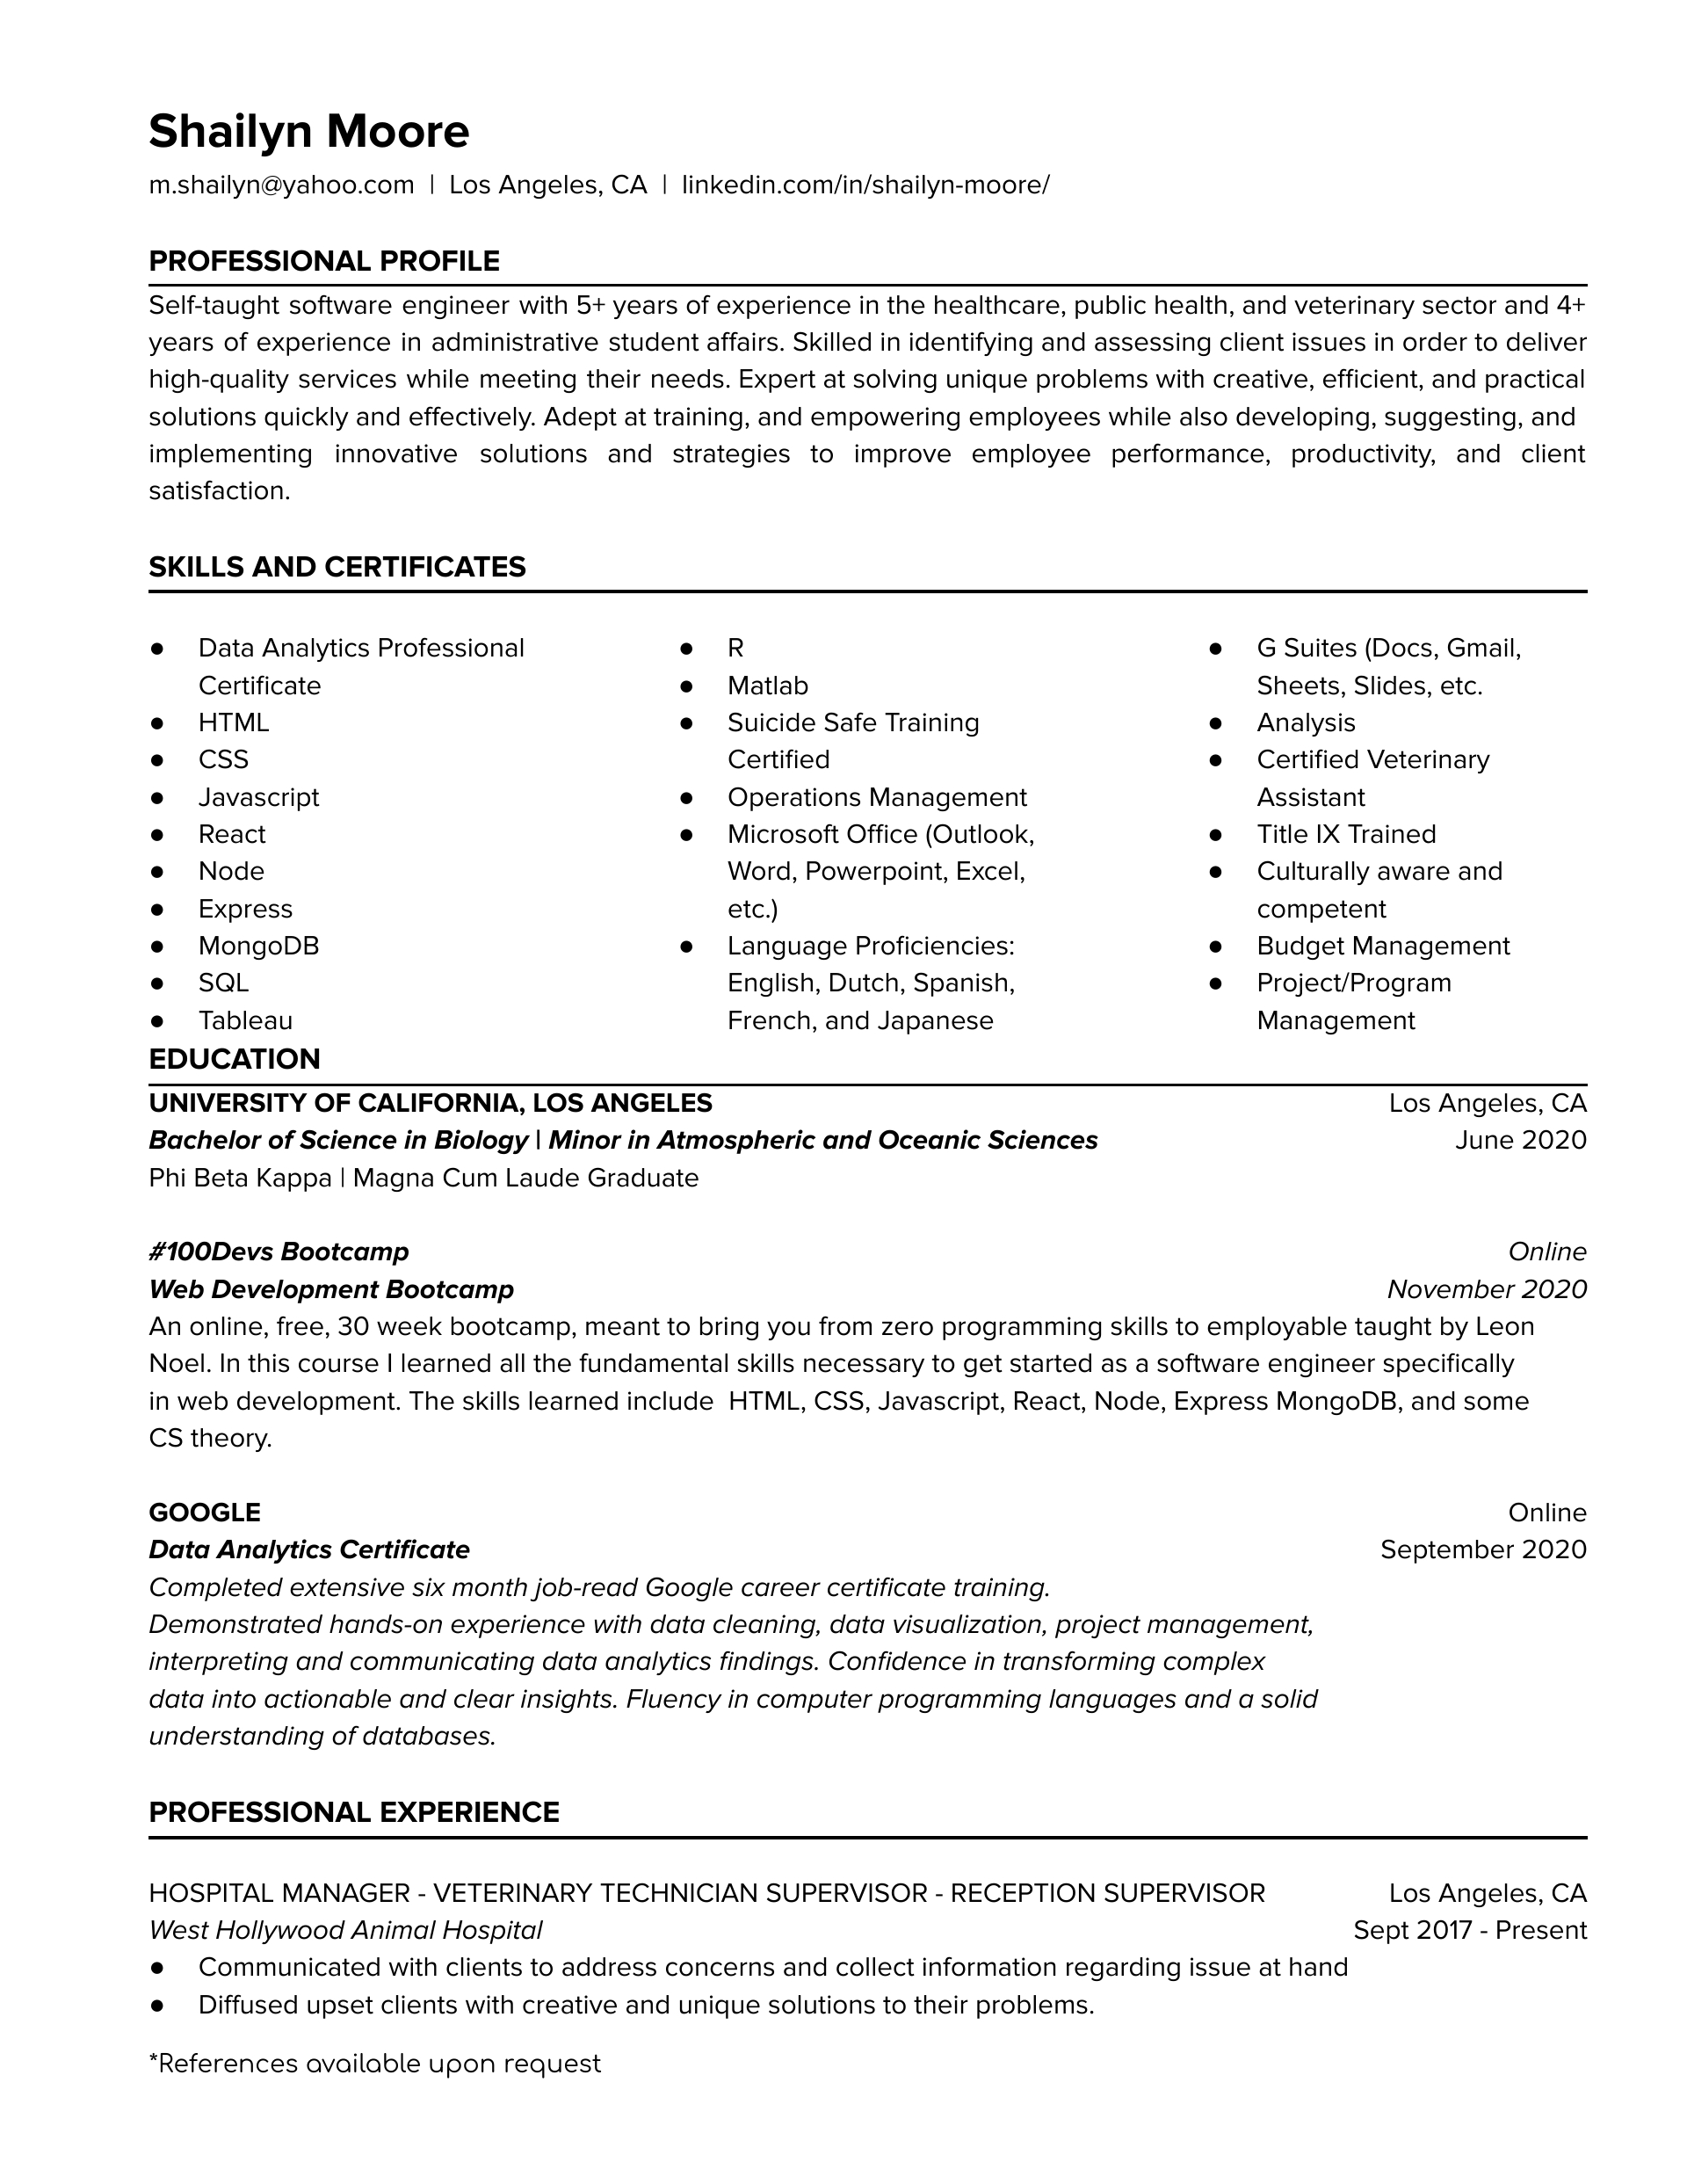 Shailyn Moore
m.shailyn@yahoo.com | Los Angeles, CA | linkedin.com/in/shailyn-moore/
PROFESSIONAL PROFILE
Self-taught software engineer with 5+ years of experience in the healthcare, public health, and veterinary sector and 4+
years of experience in administrative student affairs. Skilled in identifying and assessing client issues in order to deliver
high-quality services while meeting their needs. Expert at solving unique problems with creative, efficient, and practical
solutions quickly and effectively. Adept at training, and empowering employees while also developing, suggesting, and
implementing innovative solutions and strategies to improve employee performance, productivity, and client
satisfaction.
SKILLS AND CERTIFICATES
● Data Analytics Professional
Certificate
● HTML
● CSS
● Javascript
● React
● Node
● Express
● MongoDB
● SQL
● Tableau
● R
● Matlab
● Suicide Safe Training
Certified
● Operations Management
● Microsoft Office (Outlook,
Word, Powerpoint, Excel,
etc.)
● Language Proficiencies:
English, Dutch, Spanish,
French, and Japanese
● G Suites (Docs, Gmail,
Sheets, Slides, etc.
● Analysis
● Certified Veterinary
Assistant
● Title IX Trained
● Culturally aware and
competent
● Budget Management
● Project/Program
Management
EDUCATION
UNIVERSITY OF CALIFORNIA, LOS ANGELES Los Angeles, CA
Bachelor of Science in Biology | Minor in Atmospheric and Oceanic Sciences June 2020
Phi Beta Kappa | Magna Cum Laude Graduate
#100Devs Bootcamp Online
Web Development Bootcamp November 2020
An online, free, 30 week bootcamp, meant to bring you from zero programming skills to employable taught by Leon
Noel. In this course I learned all the fundamental skills necessary to get started as a software engineer specifically
in web development. The skills learned include HTML, CSS, Javascript, React, Node, Express MongoDB, and some
CS theory.
GOOGLE Online
Data Analytics Certificate September 2020
Completed extensive six month job-read Google career certificate training.
Demonstrated hands-on experience with data cleaning, data visualization, project management,
interpreting and communicating data analytics findings. Confidence in transforming complex
data into actionable and clear insights. Fluency in computer programming languages and a solid
understanding of databases.
PROFESSIONAL EXPERIENCE
HOSPITAL MANAGER - VETERINARY TECHNICIAN SUPERVISOR - RECEPTION SUPERVISOR Los Angeles, CA
West Hollywood Animal Hospital Sept 2017 - Present
● Communicated with clients to address concerns and collect information regarding issue at hand
● Diffused upset clients with creative and unique solutions to their problems.
*References available upon request